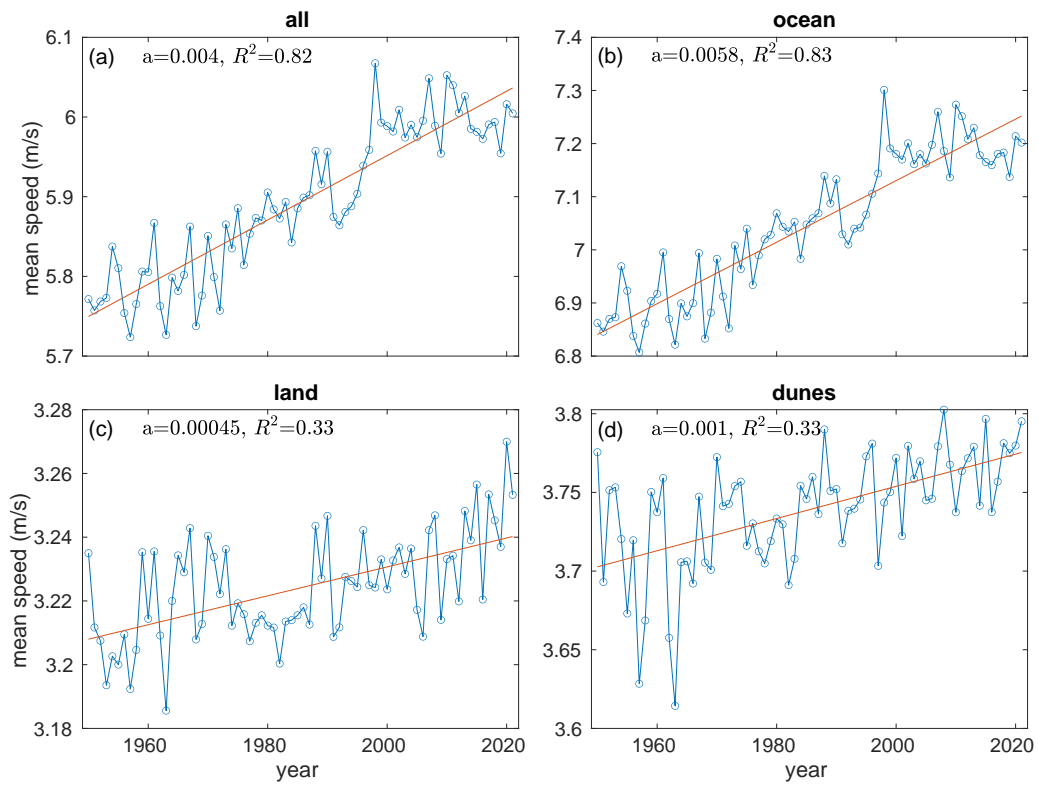 all
(a) a=0.004, R²=0.82
6.1
6
5.9
5.8
5.7
mean speed (m/s)
ocean
(b) a=0.0058, R²=0.83
7.4
7.3
7.2
7.1
7
6.9
6.8
1960 1980 2000 2020
land
(c) a=0.00045, R²=0.33
3.28
3.26
3.24
3.22
3.2
3.18
mean speed (m/s)
1960 1980 2000 2020
year
dunes
(d) a=0.001, R²=0.33
3.8
3.75
3.7
3.65
3.6
1960 1980 2000 2020
year